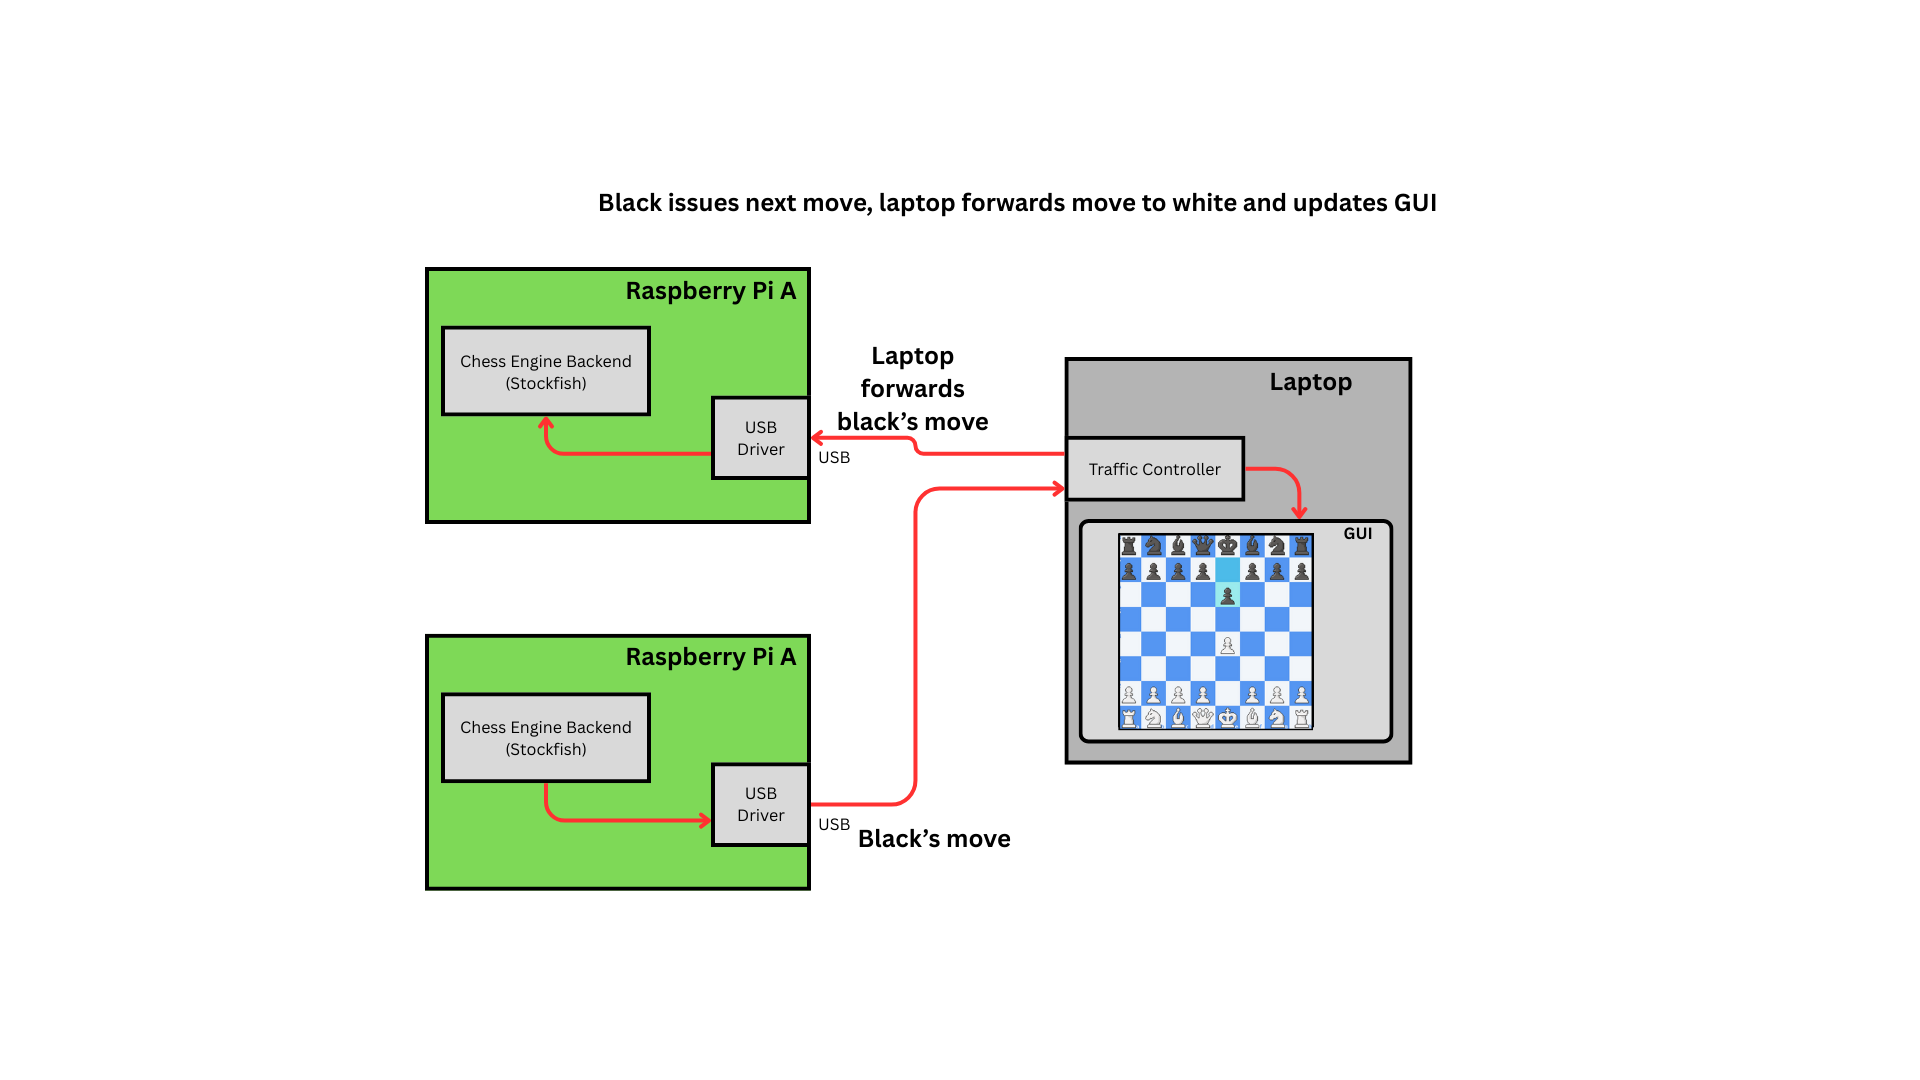 Black issues next move, laptop forwards move to white and updates GUI
Raspberry Pi A
Chess Engine Backend
(Stockfish)
USB
Driver
USB
Laptop
forwards
black’s move
Laptop
Traffic Controller
GUI
Raspberry Pi A
Chess Engine Backend
(Stockfish)
USB
Driver
USB
Black’s move